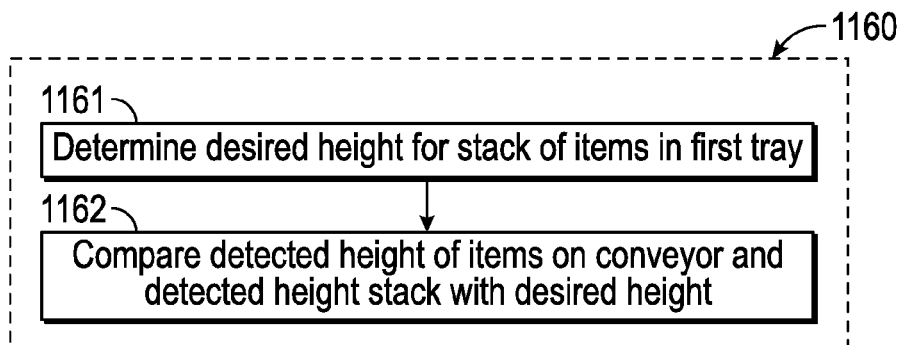 1160
1161
Determine desired height for stack of items in first tray
1162
Compare detected height of items on conveyor and
detected height stack with desired height